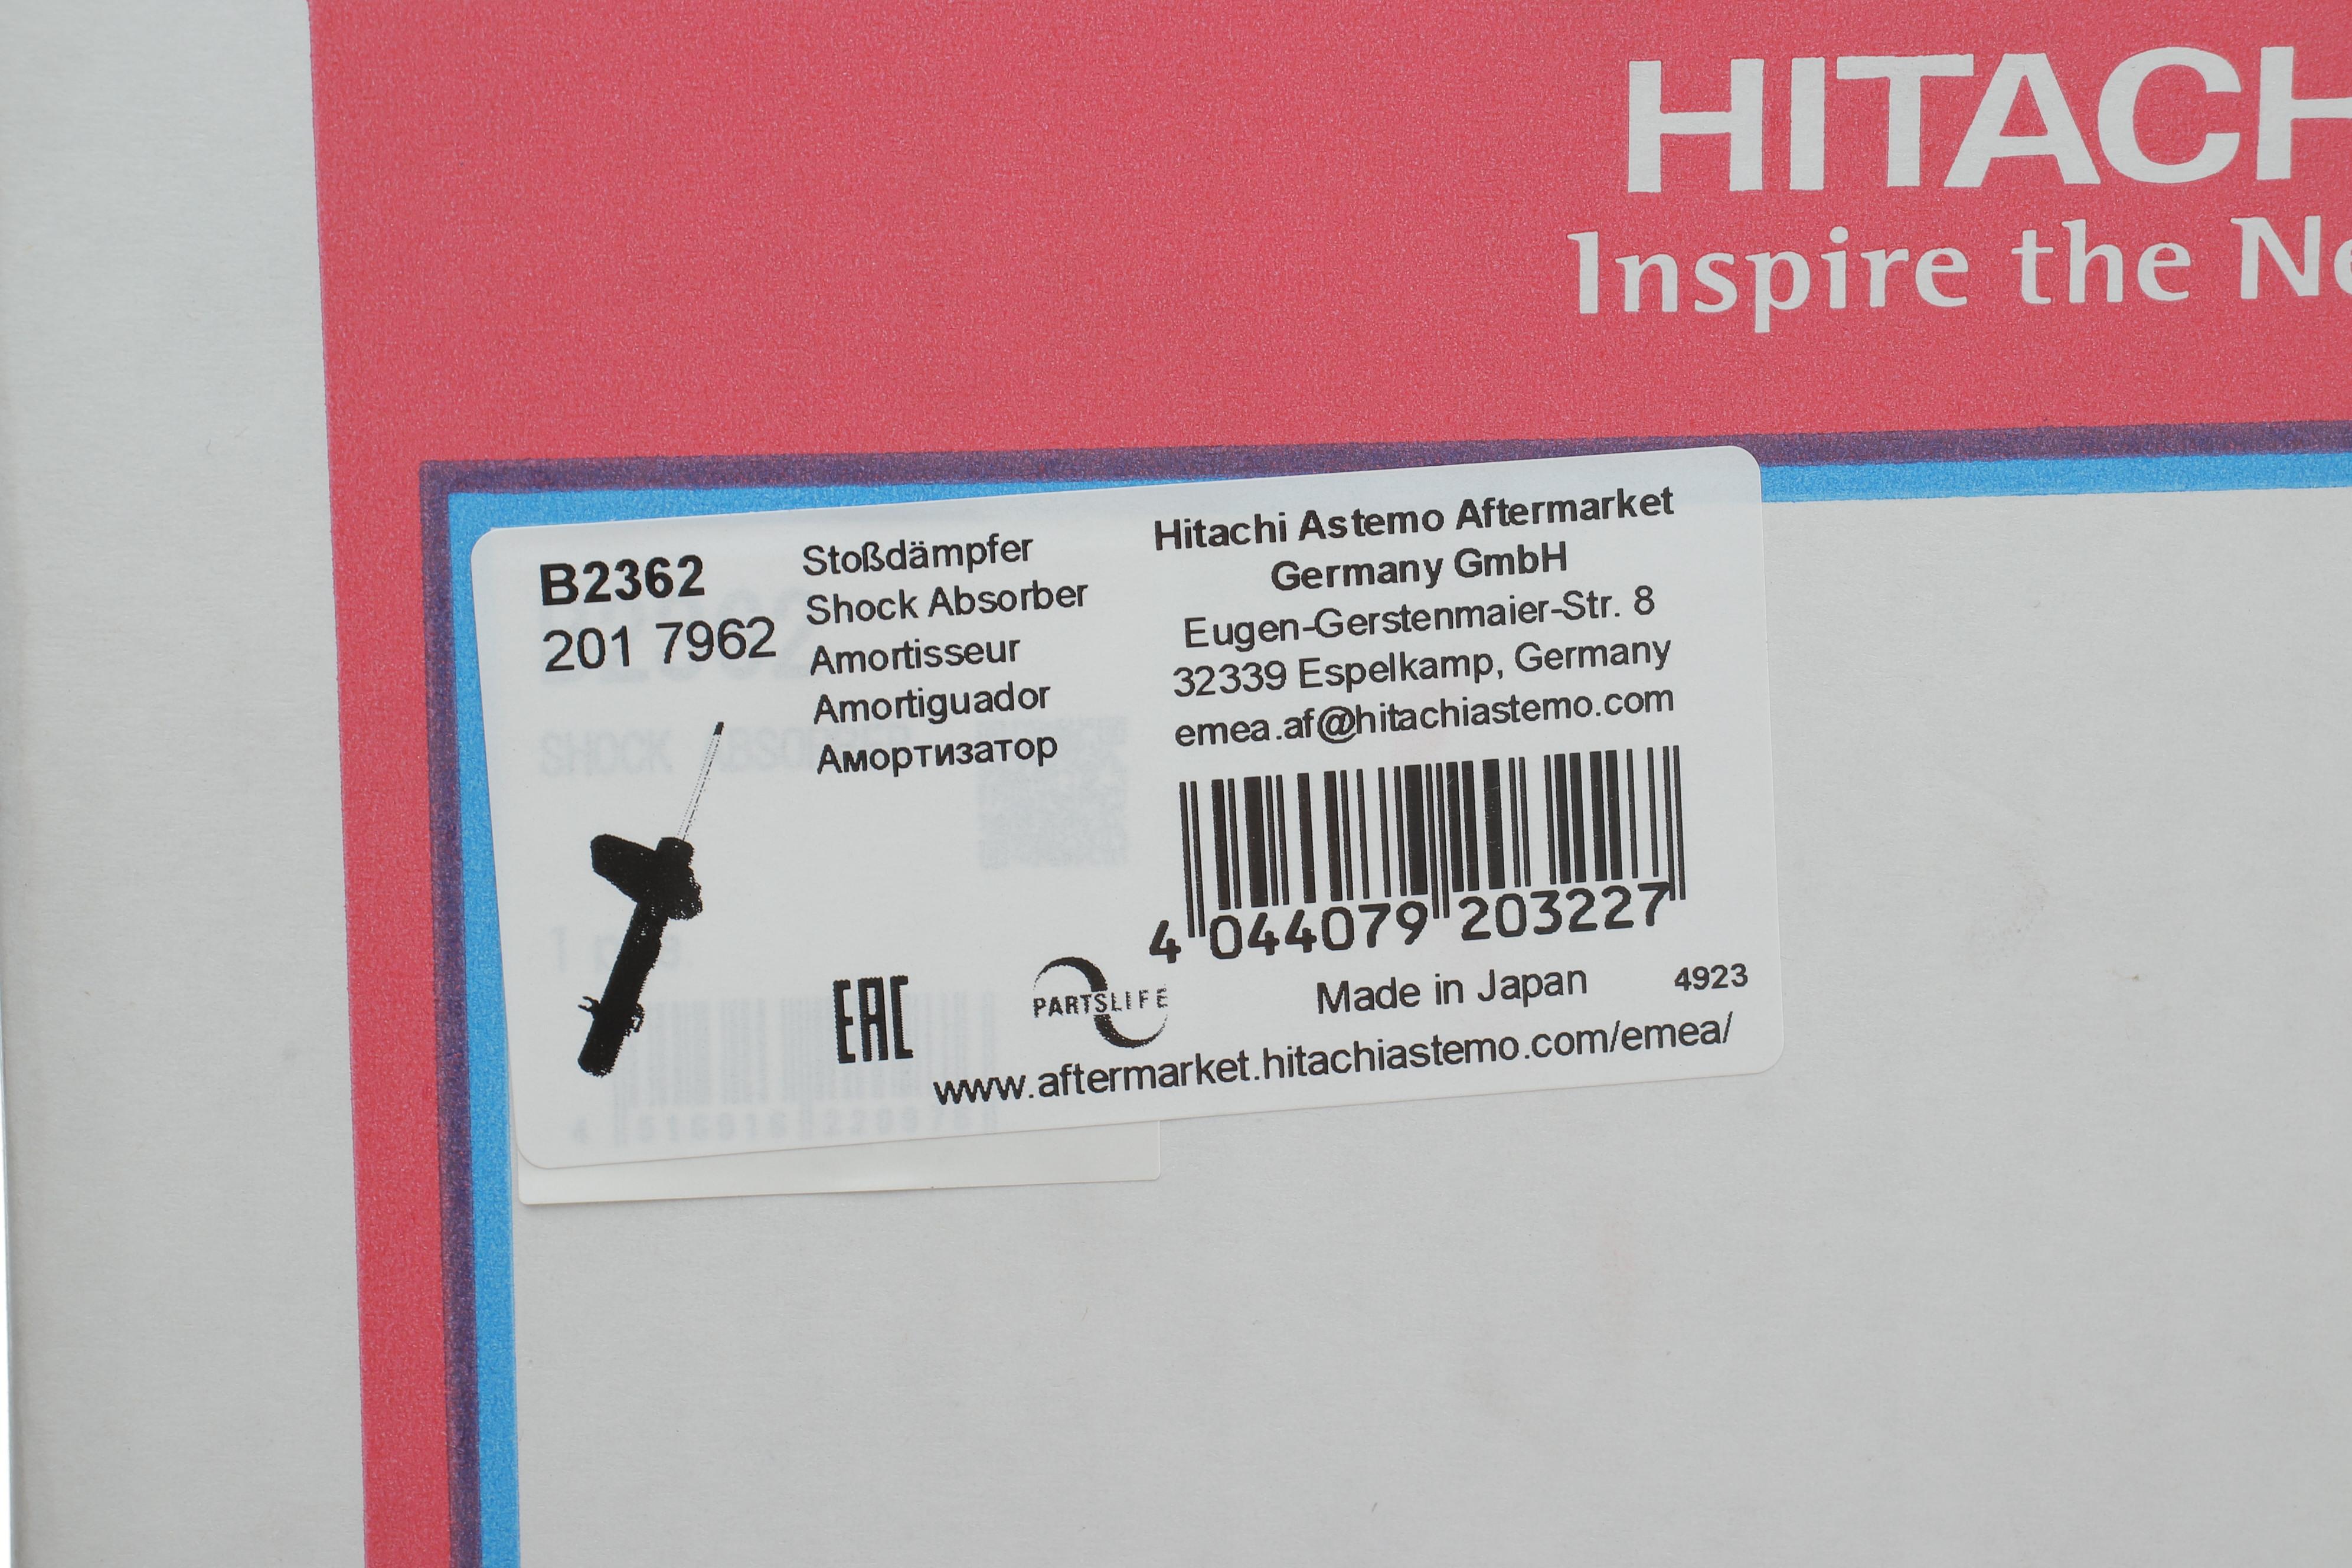 HITACH
Inspire the Ne
B2362
201 7962
Stoßdämpfer
Shock Absorber
Amortisseur
Amortiguador
Амортизатор
Hitachi Astemo Aftermarket
Germany GmbH
Eugen-Gerstenmaier-Str. 8
32339 Espelkamp, Germany
emea.af@hitachiastemo.com
4 044079 203227
EAC
PARTSLIFE
Made in Japan 4923
www.aftermarket.hitachiastemo.com/emea/
SHOCK ABSORBER